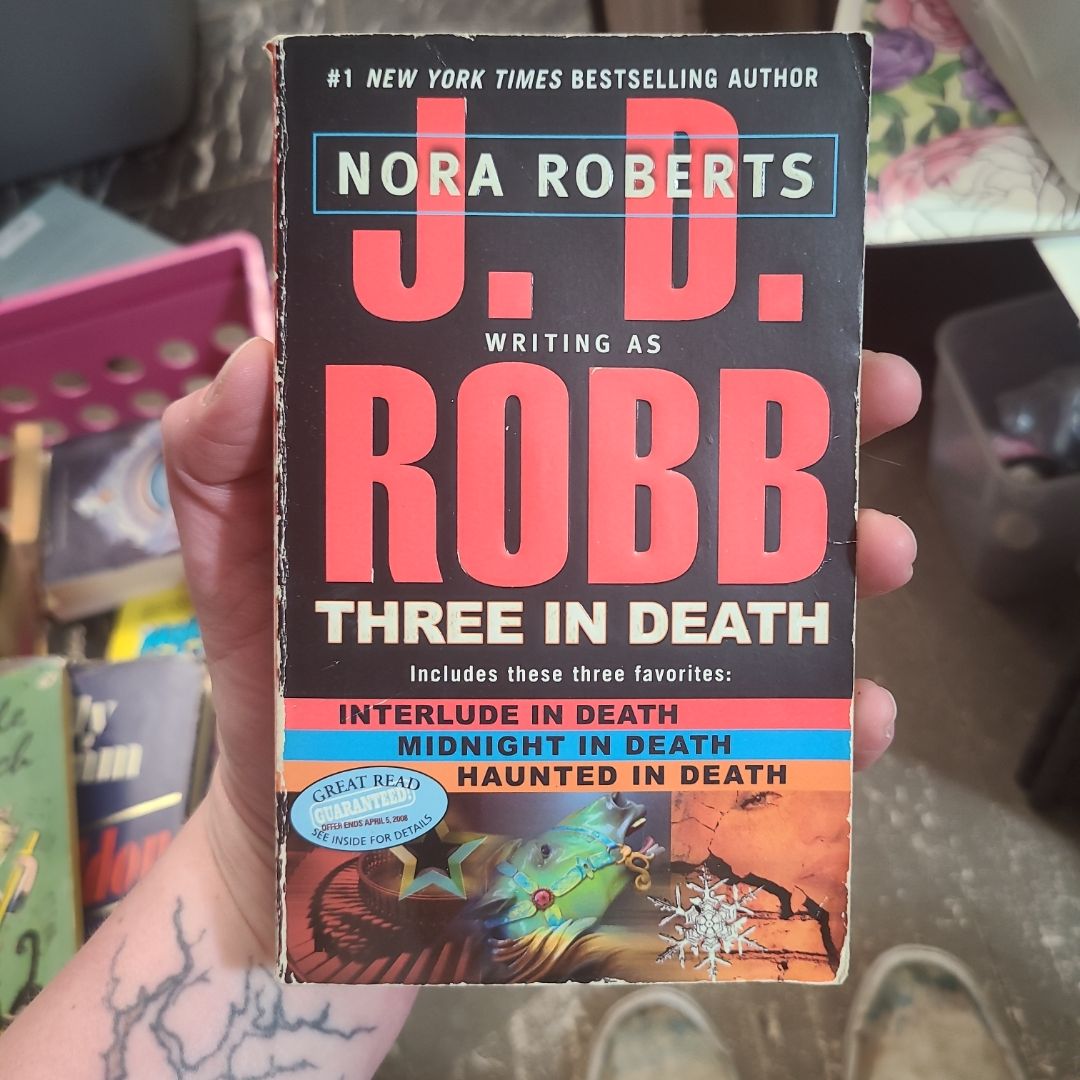 #1 NEW YORK TIMES BESTSELLING AUTHOR
NORA ROBERTS
WRITING AS
J. D.
ROBB
THREE IN DEATH
Includes these three favorites:
INTERLUDE IN DEATH
MIDNIGHT IN DEATH
HAUNTED IN DEATH
GREAT READ
GUARANTEED!
OFFER ENDS APRIL 5, 2008
SEE INSIDE FOR DETAILS